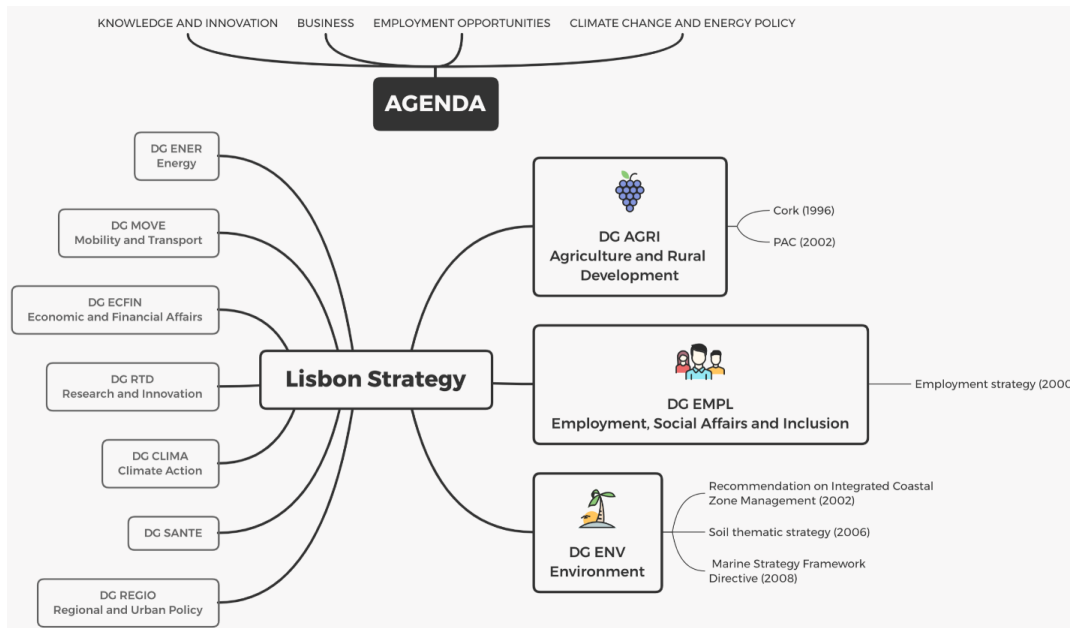 KNOWLEDGE AND INNOVATION
BUSINESS
EMPLOYMENT OPPORTUNITIES
CLIMATE CHANGE AND ENERGY POLICY
AGENDA
DG ENER
Energy
DG MOVE
Mobility and Transport
DG ECFIN
Economic and Financial Affairs
DG RTD
Research and Innovation
DG CLIMA
Climate Action
DG SANTE
DG REGIO
Regional and Urban Policy
Lisbon Strategy
DG AGRI
Agriculture and Rural
Development
Cork (1996)
PAC (2002)
DG EMPL
Employment, Social Affairs and Inclusion
Employment strategy (2000
DG ENV
Environment
Recommendation on Integrated Coastal
Zone Management (2002)
Soil thematic strategy (2006)
Marine Strategy Framework
Directive (2008)